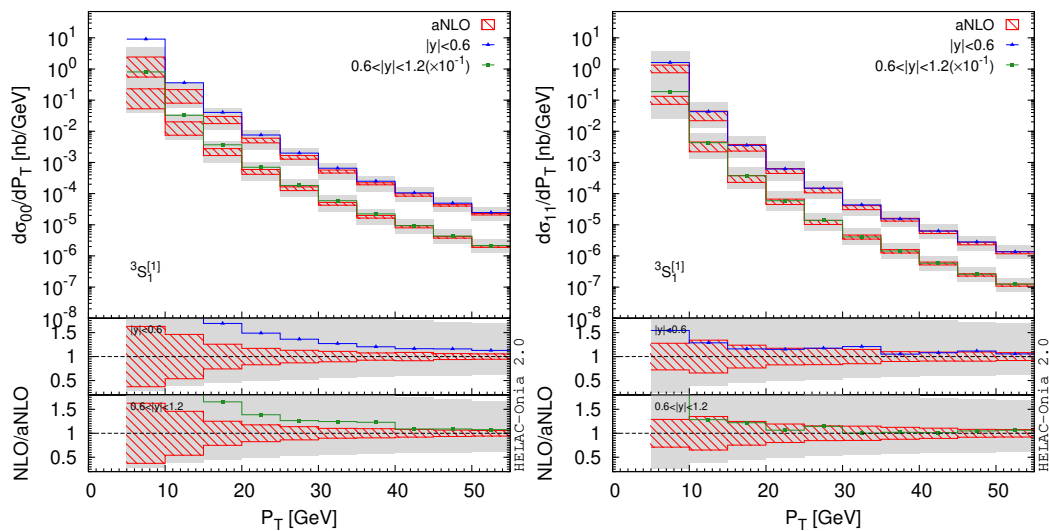 dσ₀₀/dP_T [nb/GeV]
10¹
10⁰
10⁻¹
10⁻²
10⁻³
10⁻⁴
10⁻⁵
10⁻⁶
10⁻⁷
10⁻⁸
aNLO
|y|<0.6
0.6<|y|<1.2(×10⁻¹)
³S₁^[1]
NLO/aNLO
1.5
1
0.5
|y|<0.6
1.5
1
0.5
0.6<|y|<1.2
0 10 20 30 40 50
P_T [GeV]
HELAC-Onia 2.0
dσ₁₁/dP_T [nb/GeV]
10¹
10⁰
10⁻¹
10⁻²
10⁻³
10⁻⁴
10⁻⁵
10⁻⁶
10⁻⁷
10⁻⁸
aNLO
|y|<0.6
0.6<|y|<1.2(×10⁻¹)
³S₁^[1]
NLO/aNLO
1.5
1
0.5
|y|<0.6
1.5
1
0.5
0.6<|y|<1.2
0 10 20 30 40 50
P_T [GeV]
HELAC-Onia 2.0